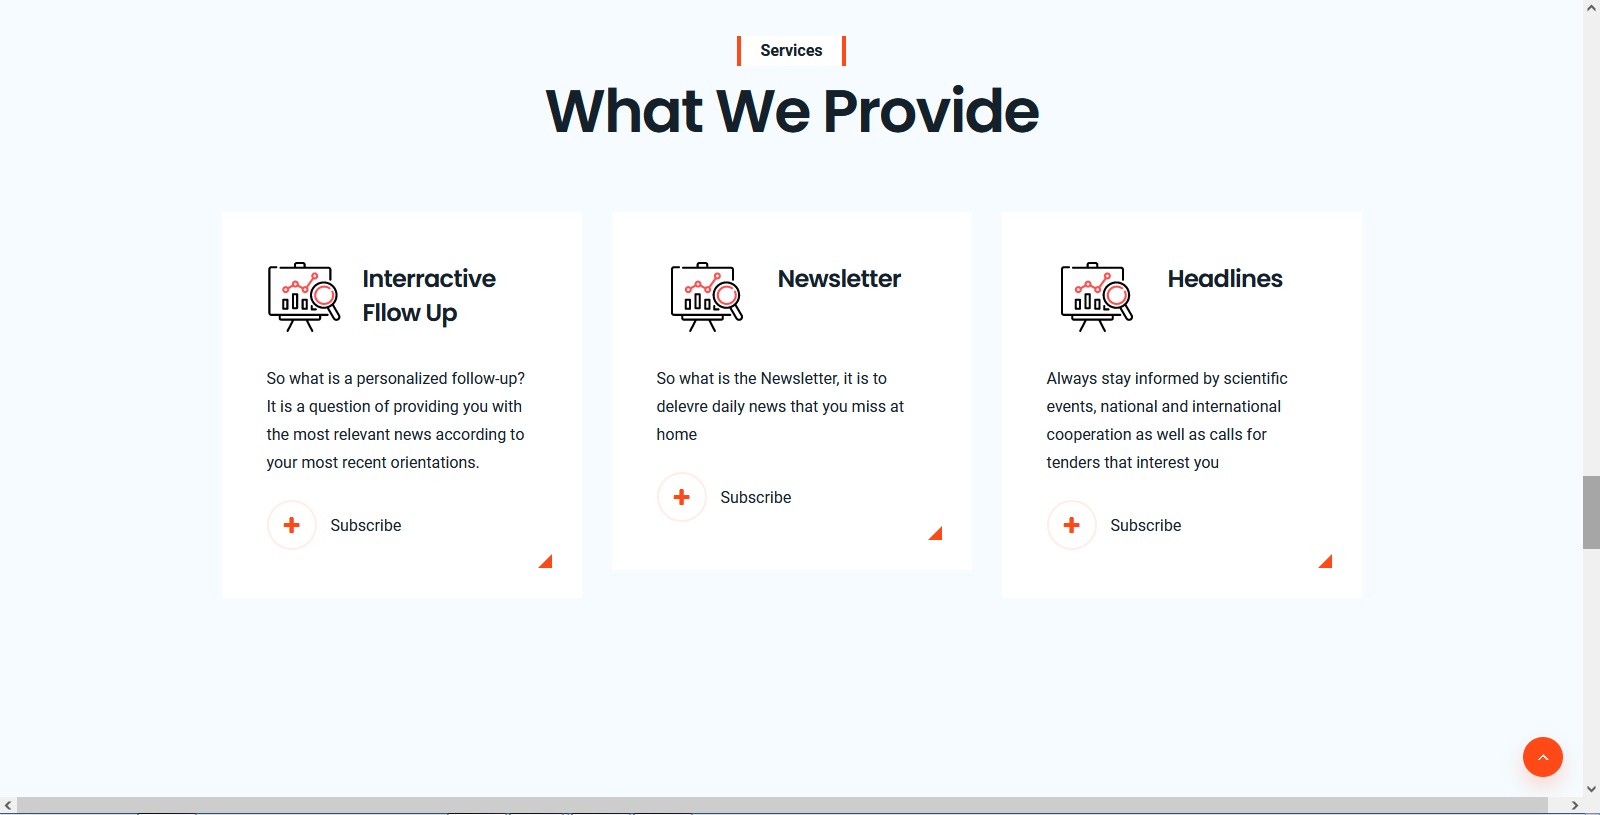 Services
What We Provide
Interractive
Fllow Up
So what is a personalized follow-up?
It is a question of providing you with
the most relevant news according to
your most recent orientations.
Subscribe
Newsletter
So what is the Newsletter, it is to
delevre daily news that you miss at
home
Subscribe
Headlines
Always stay informed by scientific
events, national and international
cooperation as well as calls for
tenders that interest you
Subscribe